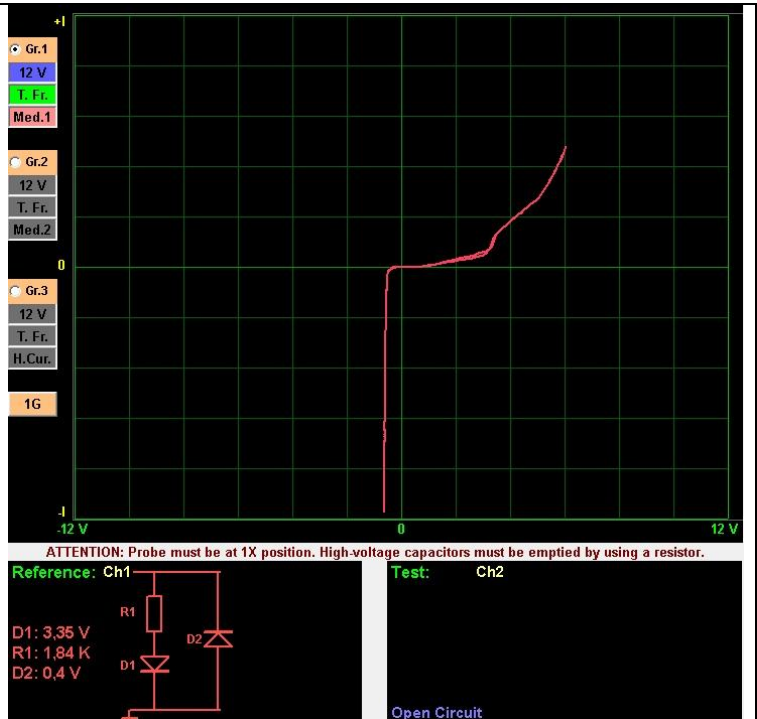 +I
Gr.1
12 V
T. Fr.
Med.1
Gr.2
12 V
T. Fr.
Med.2
0
Gr.3
12 V
T. Fr.
H.Cur.
1G
-I
-12 V
0
12 V
ATTENTION: Probe must be at 1X position. High-voltage capacitors must be emptied by using a resistor.
Reference: Ch1
R1
D1: 3,35 V
R1: 1,84 K
D2: 0,4 V
D2
D1
Test: Ch2
Open Circuit